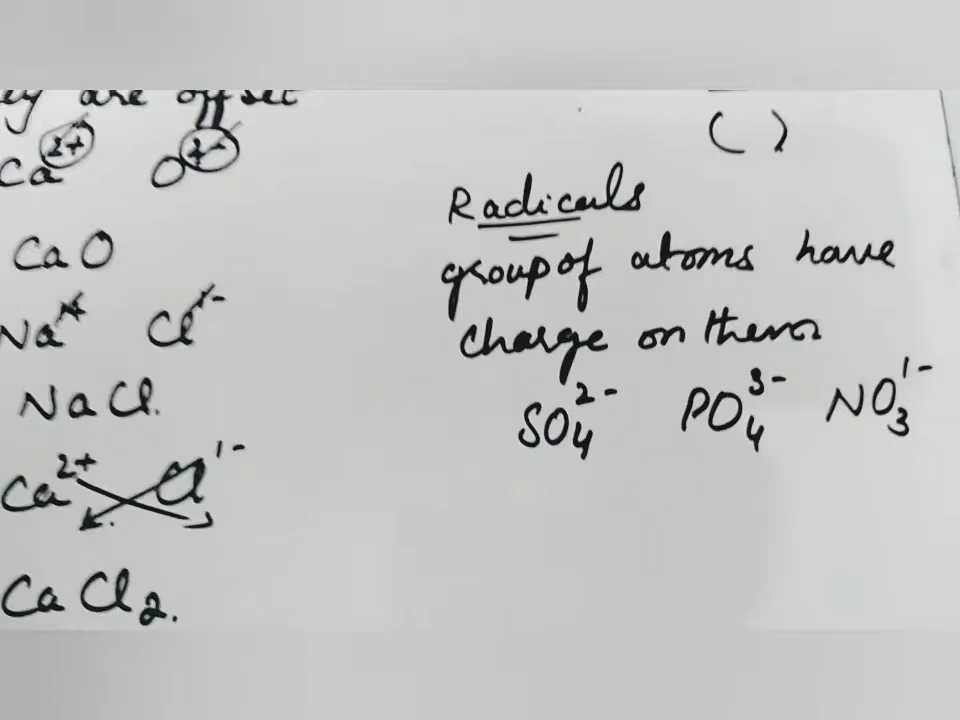 are offset
Ca²⁺ O²⁻
CaO
Na⁺ Cl¹⁻
NaCl.
Ca²⁺ Cl¹⁻
CaCl₂.
( )
Radicals
group of atoms have
charge on them
SO₄²⁻ PO₄³⁻ NO₃¹⁻